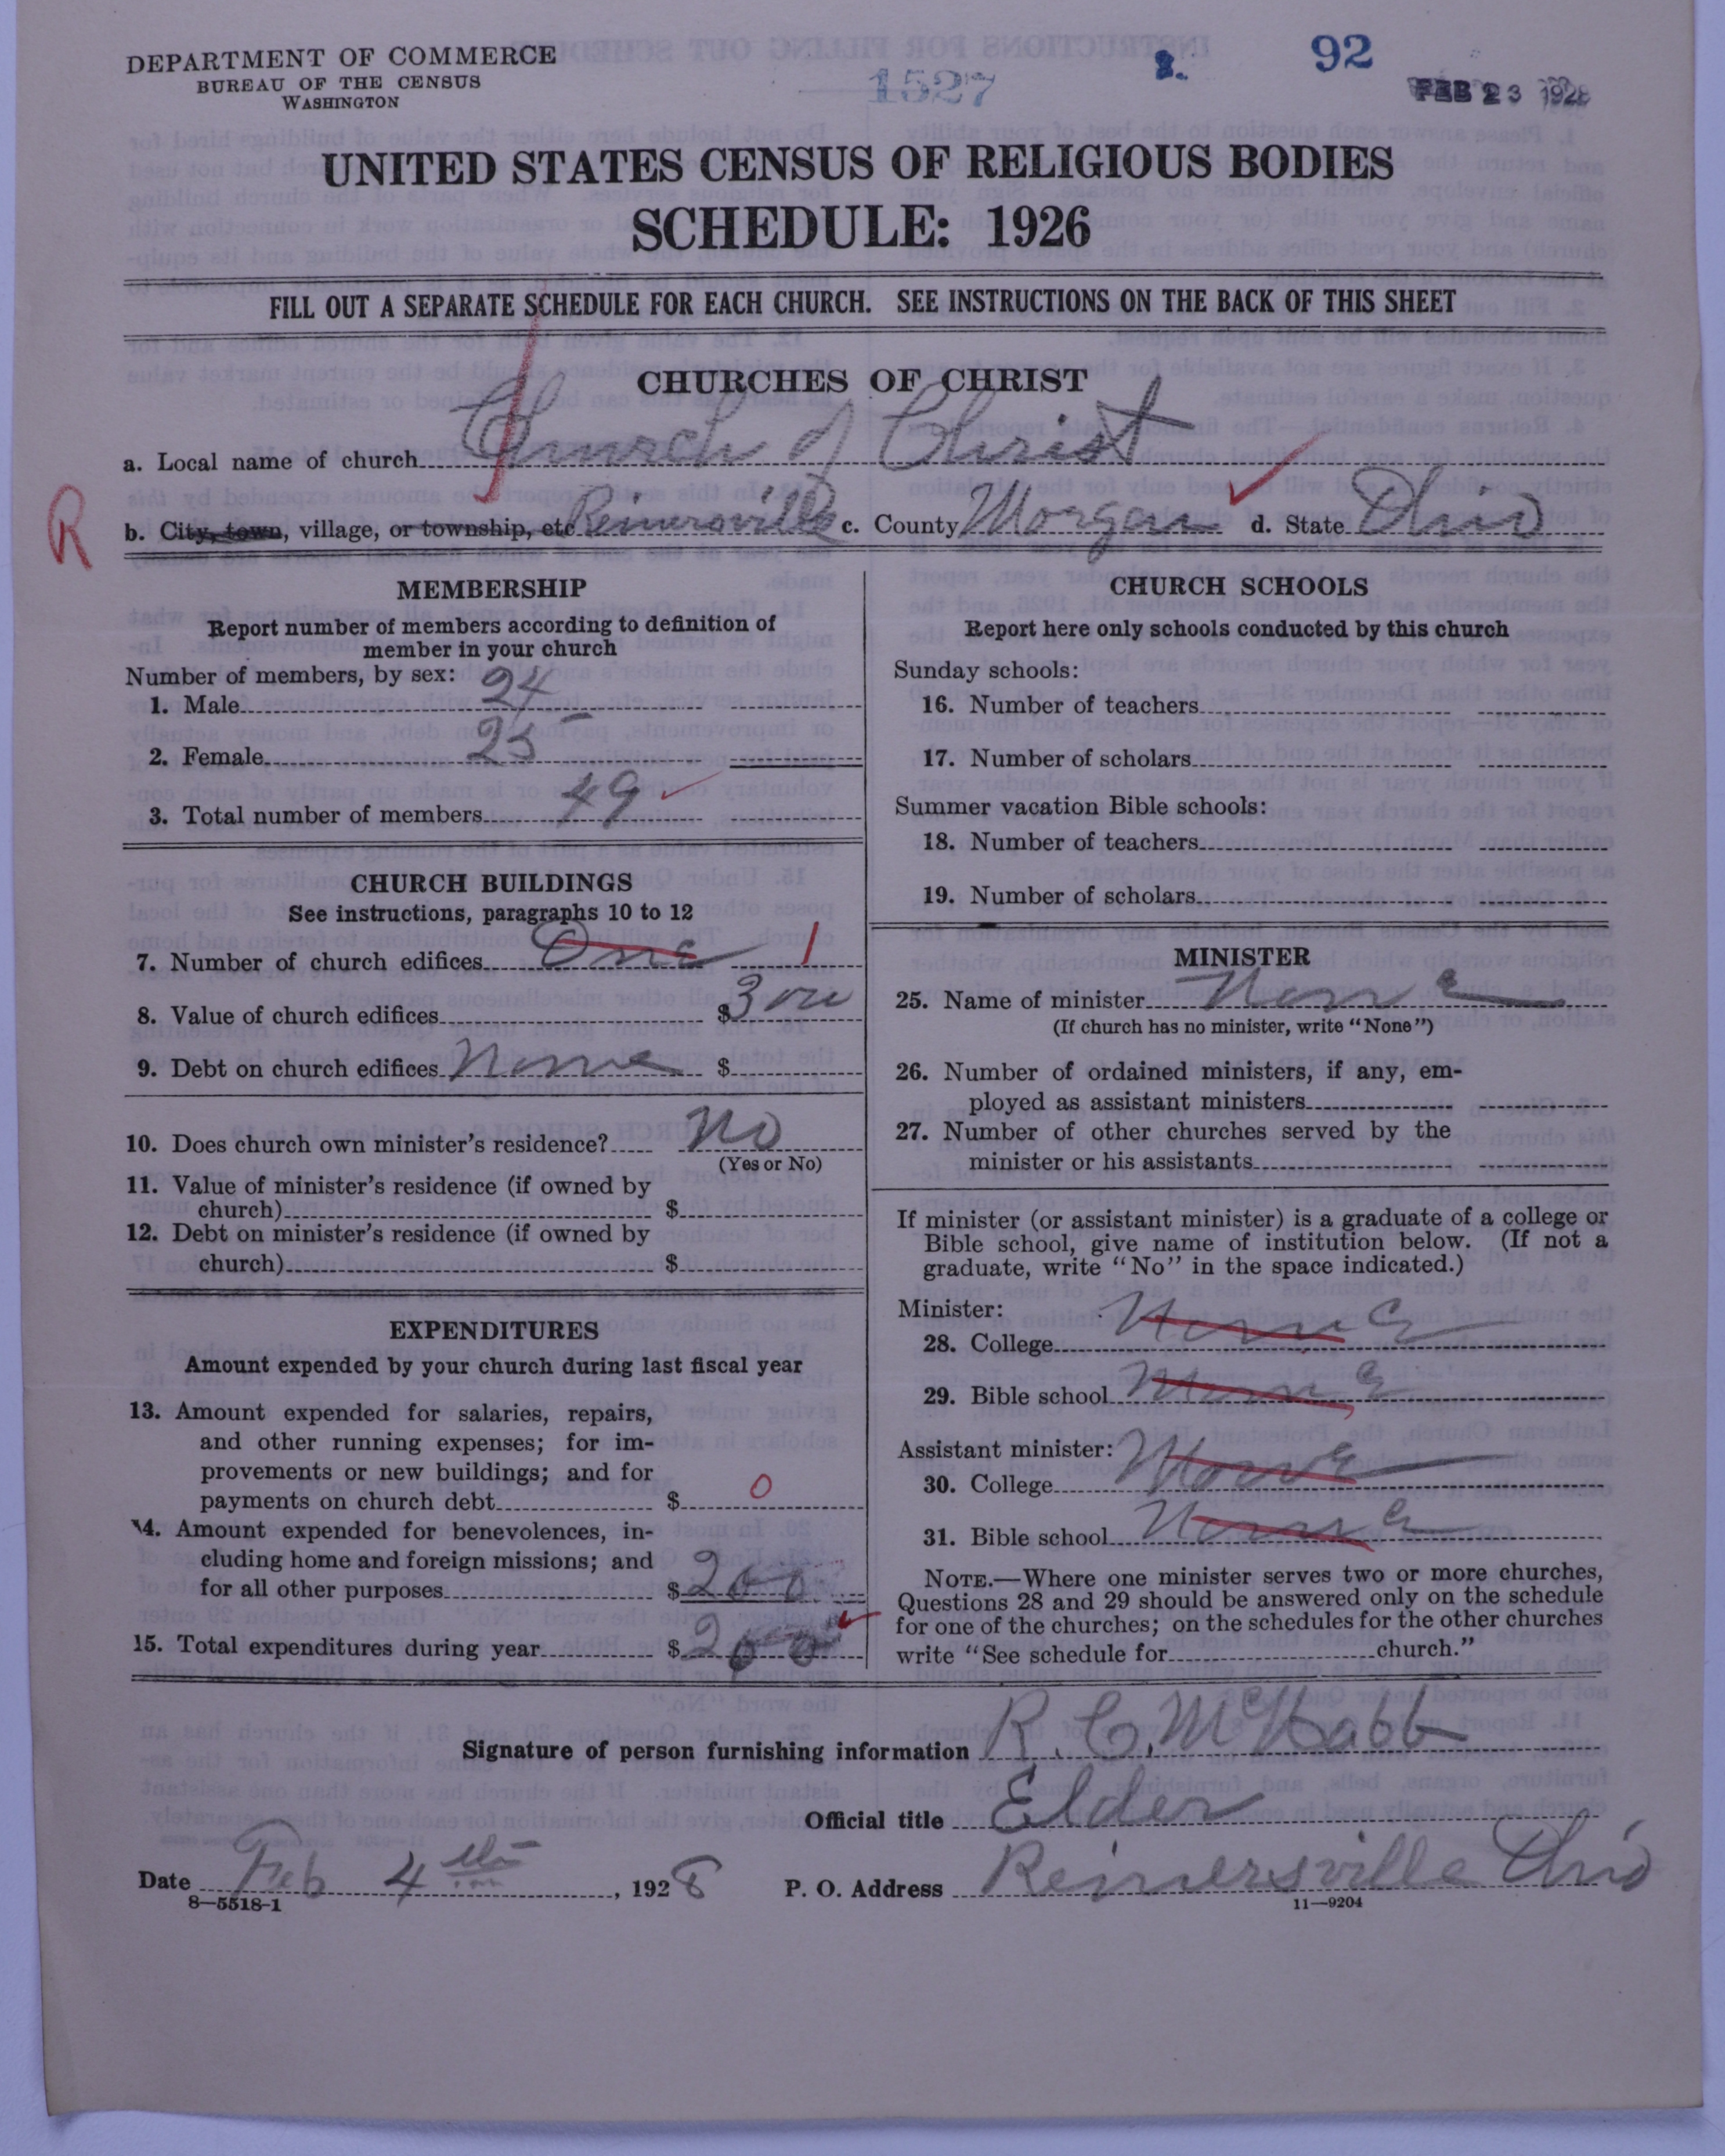 DEPARTMENT OF COMMERCE
BUREAU OF THE CENSUS
WASHINGTON
1527
92
FEB 23 1928
UNITED STATES CENSUS OF RELIGIOUS BODIES
SCHEDULE: 1926
FILL OUT A SEPARATE SCHEDULE FOR EACH CHURCH. SEE INSTRUCTIONS ON THE BACK OF THIS SHEET
CHURCHES OF CHRIST
a. Local name of church Church of Christ
R
b. City, town, village, or township, etc Reinersville c. County Morgan d. State Ohio
MEMBERSHIP
Report number of members according to definition of
member in your church
Number of members, by sex:
1. Male 24
2. Female 25
3. Total number of members 49
CHURCH BUILDINGS
See instructions, paragraphs 10 to 12
7. Number of church edifices One 1
8. Value of church edifices $300
9. Debt on church edifices None $
10. Does church own minister's residence? No
(Yes or No)
11. Value of minister's residence (if owned by
church) $
12. Debt on minister's residence (if owned by
church) $
EXPENDITURES
Amount expended by your church during last fiscal year
13. Amount expended for salaries, repairs,
and other running expenses; for im-
provements or new buildings; and for
payments on church debt $ 0
14. Amount expended for benevolences, in-
cluding home and foreign missions; and
for all other purposes $ 200
15. Total expenditures during year $ 200
CHURCH SCHOOLS
Report here only schools conducted by this church
Sunday schools:
16. Number of teachers
17. Number of scholars
Summer vacation Bible schools:
18. Number of teachers
19. Number of scholars
MINISTER
25. Name of minister None
(If church has no minister, write "None")
26. Number of ordained ministers, if any, em-
ployed as assistant ministers
27. Number of other churches served by the
minister or his assistants
If minister (or assistant minister) is a graduate of a college or
Bible school, give name of institution below. (If not a
graduate, write "No" in the space indicated.)
Minister:
28. College None
29. Bible school None
Assistant minister:
30. College None
31. Bible school None
NOTE.—Where one minister serves two or more churches,
Questions 28 and 29 should be answered only on the schedule
for one of the churches; on the schedules for the other churches
write "See schedule for church."
Signature of person furnishing information R. C. McKabb
Official title Elder
Date Feb 4th, 1928 P. O. Address Reinersville Ohio
8—5518-1
11—9204